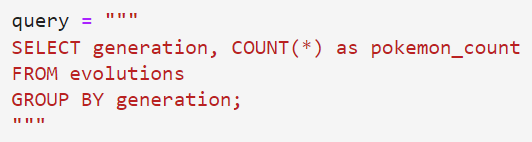 query = """
SELECT generation, COUNT(*) as pokemon_count
FROM evolutions
GROUP BY generation;
"""